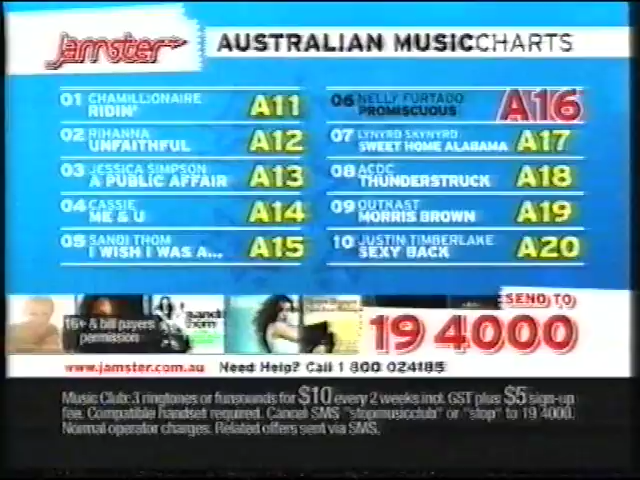 Jamster
AUSTRALIAN MUSICCHARTS
01 CHAMILLIONAIRE
RIDIN'
A11
02 RIHANNA
UNFAITHFUL
A12
03 JESSICA SIMPSON
A PUBLIC AFFAIR
A13
04 CASSIE
ME & U
A14
05 SANDI THOM
I WISH I WAS A...
A15
06 NELLY FURTADO
PROMISCUOUS
A16
07 LYNYRD SKYNYRD
SWEET HOME ALABAMA
A17
08 ACDC
THUNDERSTRUCK
A18
09 OUTKAST
MORRIS BROWN
A19
10 JUSTIN TIMBERLAKE
SEXY BACK
A20
16+ & bill payers
permission
sandi
thom
SEND TO
19 4000
www.jamster.com.au Need Help? Call 1 800 024185
Music Club: 3 ringtones or funsounds for $10 every 2 weeks incl. GST plus $5 sign-up
fee. Compatible handset required. Cancel SMS "stopmusicclub" or "stop" to 19 4000.
Normal operator charges. Related offers sent via SMS.